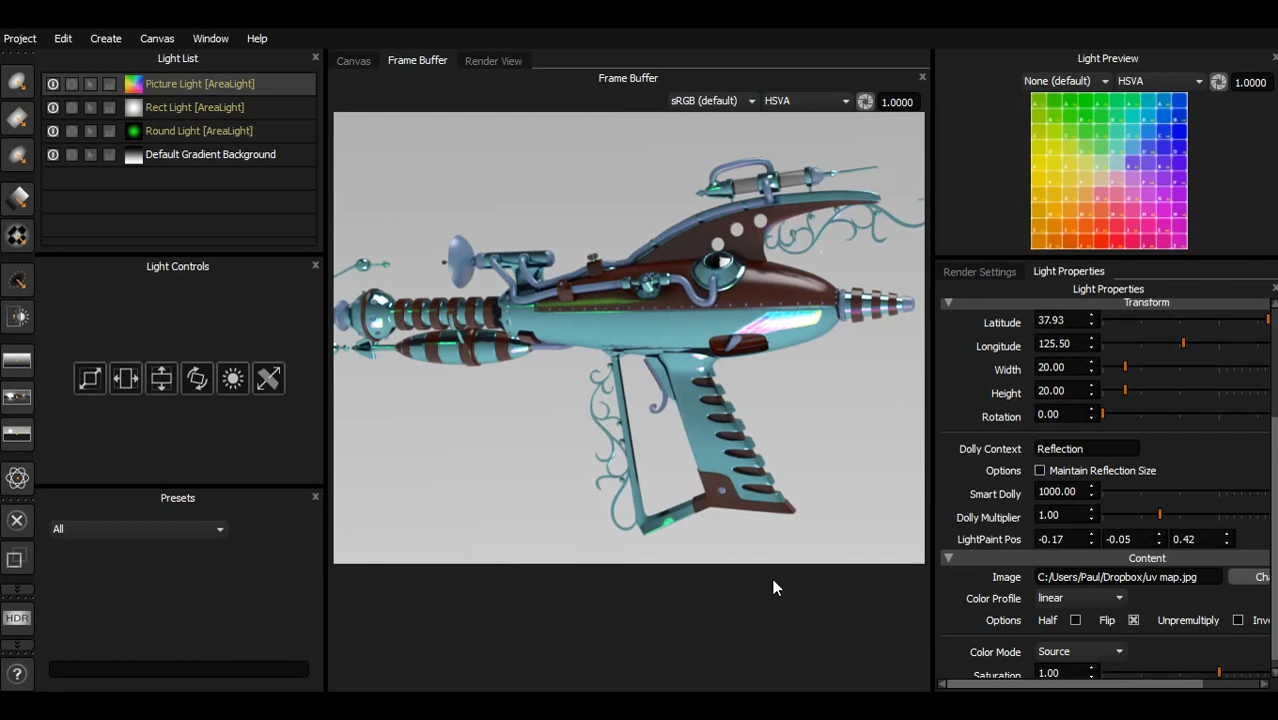 Project Edit Create Canvas Window Help
Light List
Picture Light [AreaLight]
Rect Light [AreaLight]
Round Light [AreaLight]
Default Gradient Background
Light Controls
Presets
All
HDR
?
Canvas Frame Buffer Render View
Frame Buffer
sRGB (default) HSVA 1.0000
Light Preview
None (default) HSVA 1.0000
Render Settings Light Properties
Light Properties
Transform
Latitude 37.93
Longitude 125.50
Width 20.00
Height 20.00
Rotation 0.00
Dolly Context Reflection
Options Maintain Reflection Size
Smart Dolly 1000.00
Dolly Multiplier 1.00
LightPaint Pos -0.17 -0.05 0.42
Content
Image C:/Users/Paul/Dropbox/uv map.jpg Cha
Color Profile linear
Options Half Flip Unpremultiply Inve
Color Mode Source
Saturation 1.00